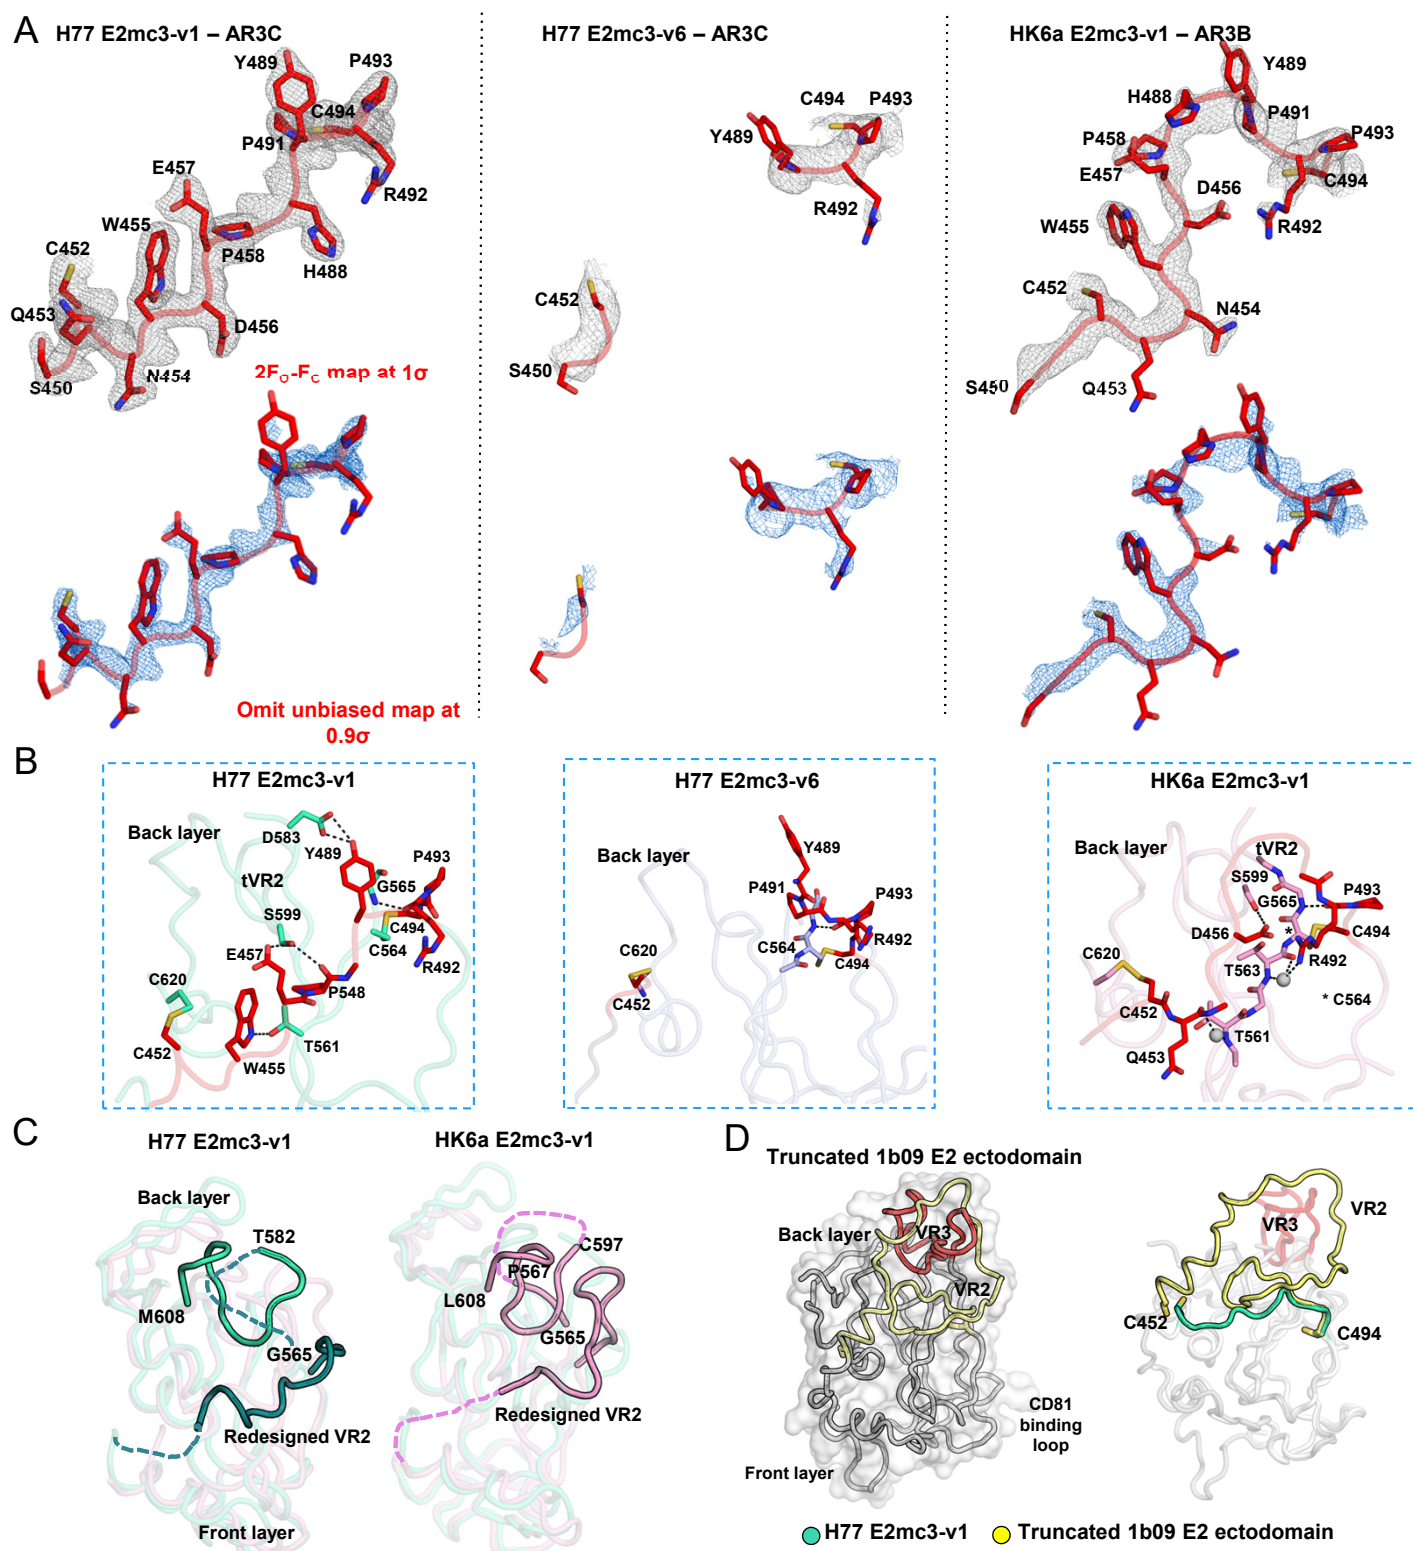 A
H77 E2mc3-v1 – AR3C
Y489
P493
C494
P491
E457
R492
W455
C452
P458
H488
Q453
D456
S450
N454
2Fo-Fc map at 1σ
Omit unbiased map at
0.9σ
H77 E2mc3-v6 – AR3C
C494
P493
Y489
R492
C452
S450
HK6a E2mc3-v1 – AR3B
Y489
H488
P491
P458
P493
E457
C494
D456
W455
R492
C452
N454
S450
Q453
B
H77 E2mc3-v1
Back layer
D583
Y489
P493
tVR2
G565
S599
C494
E457
C564
R492
C620
P548
C452
T561
W455
H77 E2mc3-v6
Back layer
Y489
P491
P493
C564
R492
C620
C494
C452
HK6a E2mc3-v1
Back layer
tVR2
S599
P493
G565
D456
*
C494
C620
T563
R492
* C564
C452
T561
Q453
C
H77 E2mc3-v1
Back layer
T582
M608
G565
Redesigned VR2
Front layer
HK6a E2mc3-v1
C597
P567
L608
G565
Redesigned VR2
D
Truncated 1b09 E2 ectodomain
Back layer
VR3
VR2
CD81
binding
loop
Front layer
VR2
VR3
C452
C494
H77 E2mc3-v1
Truncated 1b09 E2 ectodomain